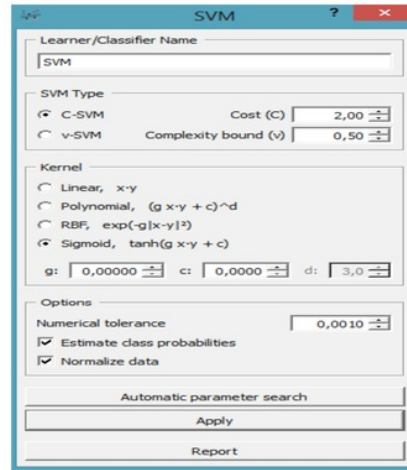 SVM ? ×
Learner/Classifier Name
SVM
SVM Type
C-SVM Cost (C) 2,00
ν-SVM Complexity bound (ν) 0,50
Kernel
Linear, x·y
Polynomial, (g x·y + c)^d
RBF, exp(-g|x-y|²)
Sigmoid, tanh(g x·y + c)
g: 0,00000 c: 0,0000 d: 3,0
Options
Numerical tolerance 0,0010
Estimate class probabilities
Normalize data
Automatic parameter search
Apply
Report